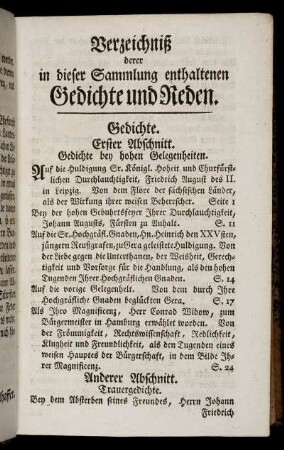 Verzeichniß
derer
in dieser Sammlung enthaltenen
Gedichte und Reden.
Gedichte.
Erster Abschnitt.
Gedichte bey hohen Gelegenheiten.
Auf die Huldigung Sr. Königl. Hoheit und Churfürst-
lichen Durchlauchtigkeit, Friedrich August des II.
in Leipzig. Von dem Flore der sächsischen Länder,
als der Wirkung ihrer weisen Beherrscher. Seite 1
Bey der hohen Gebuhrtsfeyer Ihrer Durchlauchtigkeit,
Johann Augusts, Fürsten zu Anhalt. S. 11
Auf die Sr. Hochgräfl. Gnaden, Hn. Heinrich den XXVsten,
jüngern Reußgrafen, zu Gera geleistete Huldigung. Von
der Liebe gegen die Unterthanen, der Weisheit, Gerech-
tigkeit und Vorsorge für die Handlung, als den hohen
Tugenden Ihrer Hochgräflichen Gnaden. S. 14
Auf die vorige Gelegenheit. Von dem durch Ihre
Hochgräfliche Gnaden beglückten Gera. S. 17
Als Ihro Magnificenz, Herr Conrad Widow, zum
Bürgermeister in Hamburg erwählet worden. Von
der Frömmigkeit, Rechtswissenschaft, Redlichkeit,
Klugheit und Freundlichkeit, als den Tugenden eines
weisen Hauptes der Bürgerschaft, in dem Bilde Ih-
rer Magnificenz. S. 24
Anderer Abschnitt.
Trauergedichte.
Bey dem Absterben seines Freundes, Herrn Johann
Friedrich